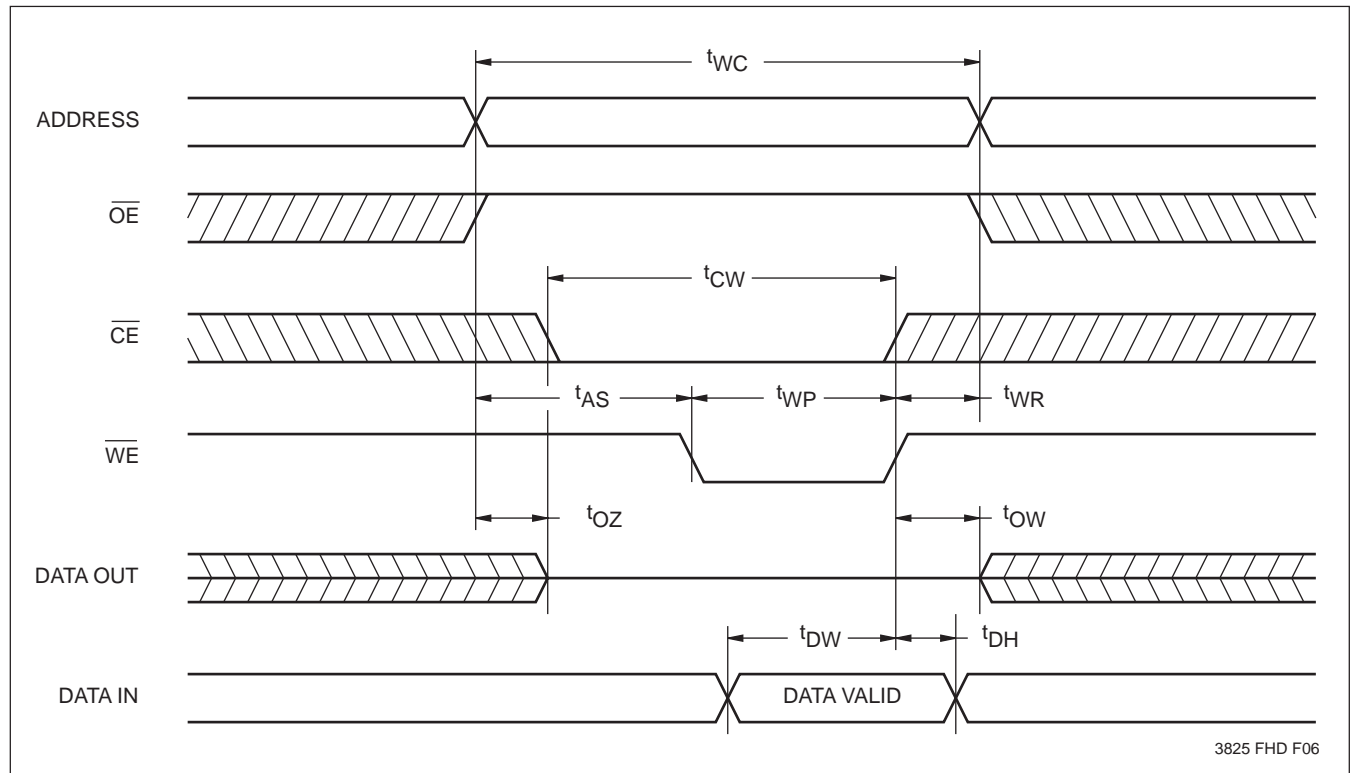 tWC
ADDRESS
OE
tCW
CE
tAS
tWP
tWR
WE
tOZ
tOW
DATA OUT
tDW
tDH
DATA IN
DATA VALID
3825 FHD F06